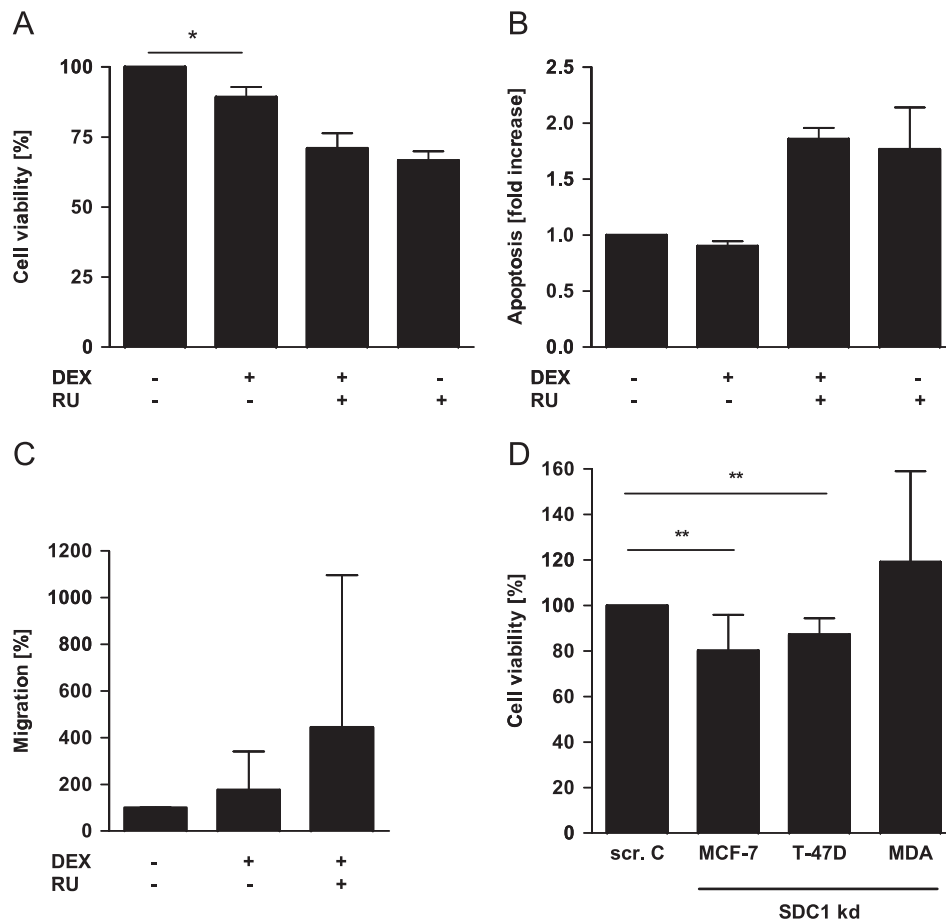 A
*
Cell viability [%]
100
75
50
25
0
DEX - + + -
RU - - + +
B
Apoptosis [fold increase]
2.5
2.0
1.5
1.0
0.5
0.0
DEX - + + -
RU - - + +
C
Migration [%]
1200
1000
800
600
400
200
0
DEX - + +
RU - - +
D
**
**
Cell viability [%]
160
140
120
100
80
60
40
20
0
scr. C MCF-7 T-47D MDA
SDC1 kd